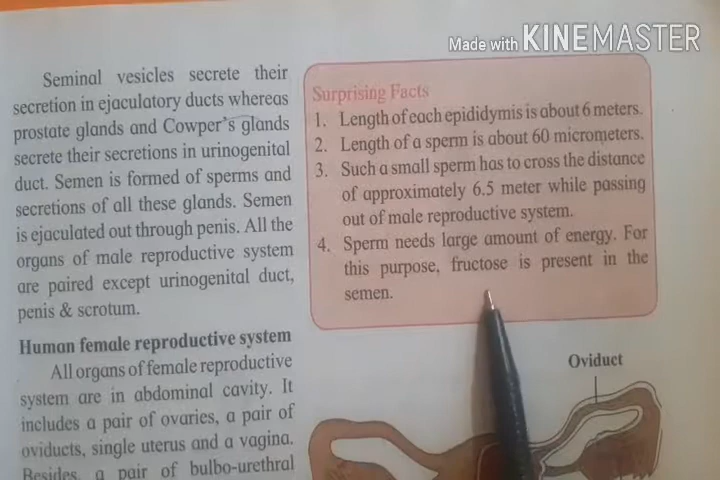 Made with KINEMASTER
Seminal vesicles secrete their
secretion in ejaculatory ducts whereas
prostate glands and Cowper's glands
secrete their secretions in urinogenital
duct. Semen is formed of sperms and
secretions of all these glands. Semen
is ejaculated out through penis. All the
organs of male reproductive system
are paired except urinogenital duct,
penis & scrotum.
Human female reproductive system
All organs of female reproductive
system are in abdominal cavity. It
includes a pair of ovaries, a pair of
oviducts, single uterus and a vagina.
Besides, a pair of bulbo-urethral
Surprising Facts
1. Length of each epididymis is about 6 meters.
2. Length of a sperm is about 60 micrometers.
3. Such a small sperm has to cross the distance
of approximately 6.5 meter while passing
out of male reproductive system.
4. Sperm needs large amount of energy. For
this purpose, fructose is present in the
semen.
Oviduct